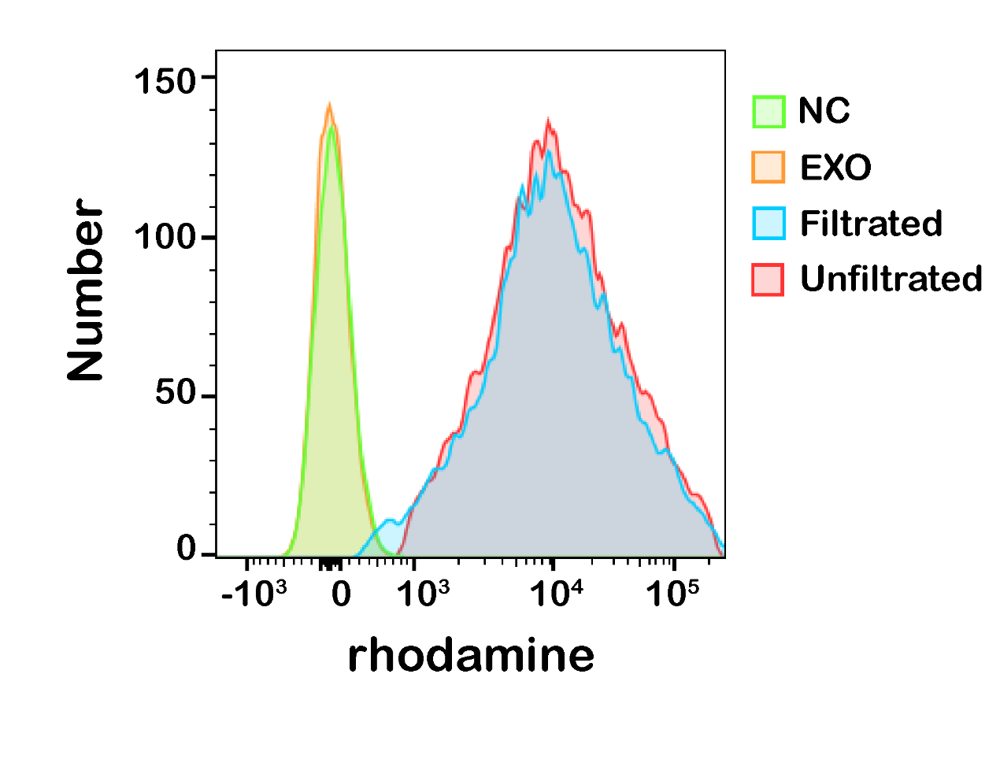 150
100
50
0
Number
-10³
0
10³
10⁴
10⁵
rhodamine
NC
EXO
Filtrated
Unfiltrated